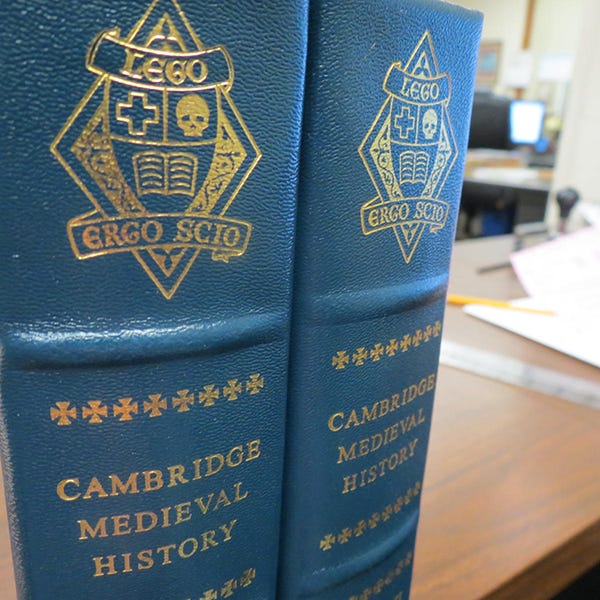 LEGO
ERGO SCIO
CAMBRIDGE
MEDIEVAL
HISTORY
LEGO
ERGO SCIO
CAMBRIDGE
MEDIEVAL
HISTORY